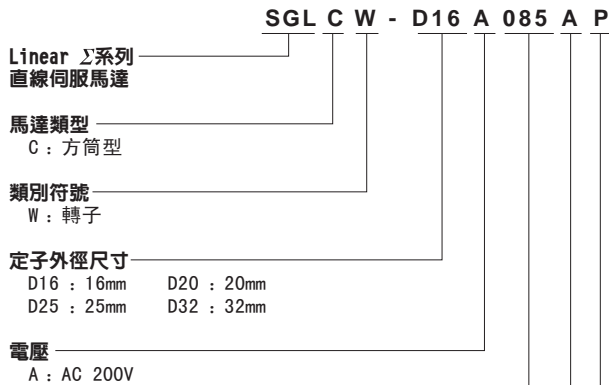 SGL C W - D16 A 085 A P
Linear Σ系列
直線伺服馬達
馬達類型
C：方筒型
類別符號
W：轉子
定子外徑尺寸
D16：16mm D20：20mm
D25：25mm D32：32mm
電壓
A：AC 200V